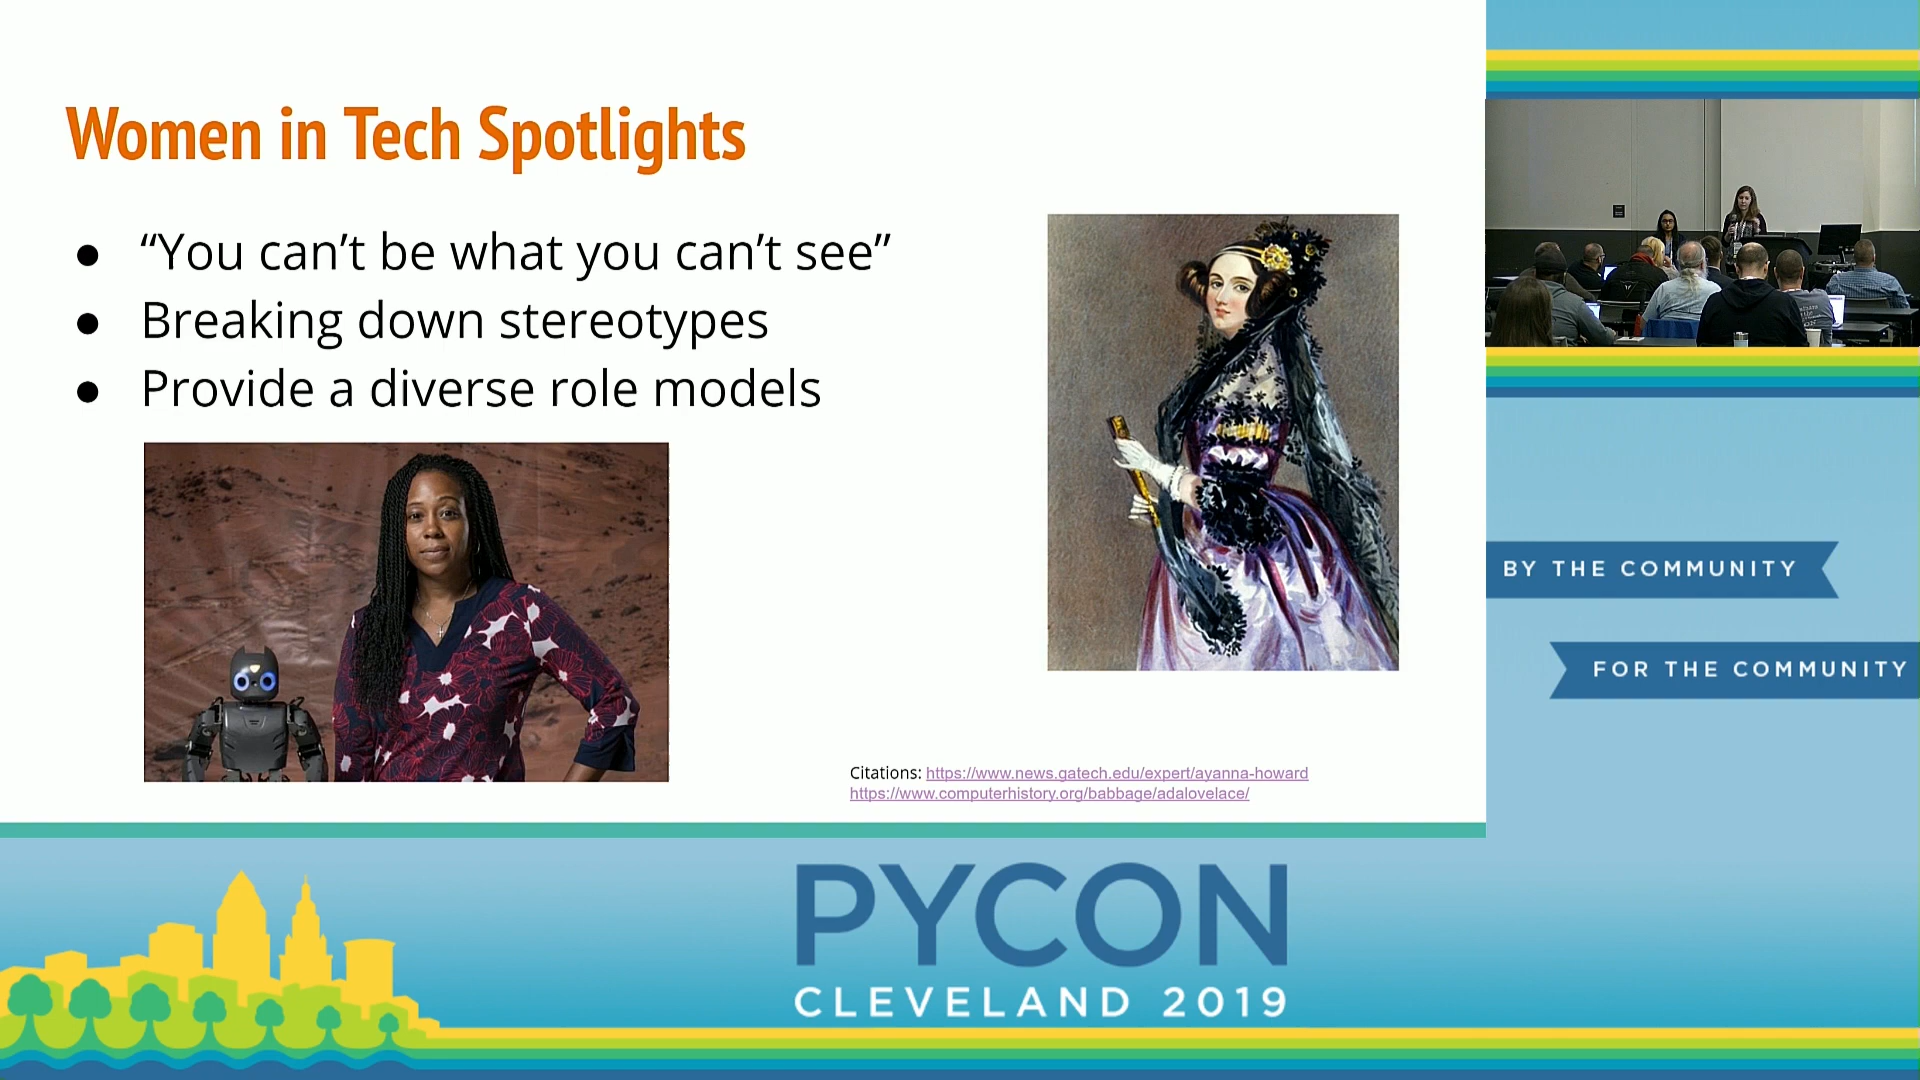 Women in Tech Spotlights
● “You can’t be what you can’t see”
● Breaking down stereotypes
● Provide a diverse role models
Citations: https://www.news.gatech.edu/expert/ayanna-howard
https://www.computerhistory.org/babbage/adalovelace/
BY THE COMMUNITY
FOR THE COMMUNITY
PYCON
CLEVELAND 2019